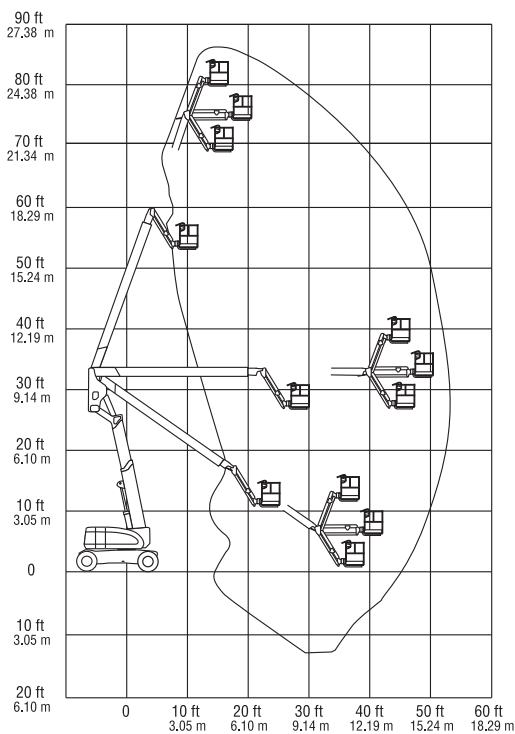 90 ft
27.38 m
80 ft
24.38 m
70 ft
21.34 m
60 ft
18.29 m
50 ft
15.24 m
40 ft
12.19 m
30 ft
9.14 m
20 ft
6.10 m
10 ft
3.05 m
0
10 ft
3.05 m
20 ft
6.10 m
0 10 ft 20 ft 30 ft 40 ft 50 ft 60 ft
3.05 m 6.10 m 9.14 m 12.19 m 15.24 m 18.29 m